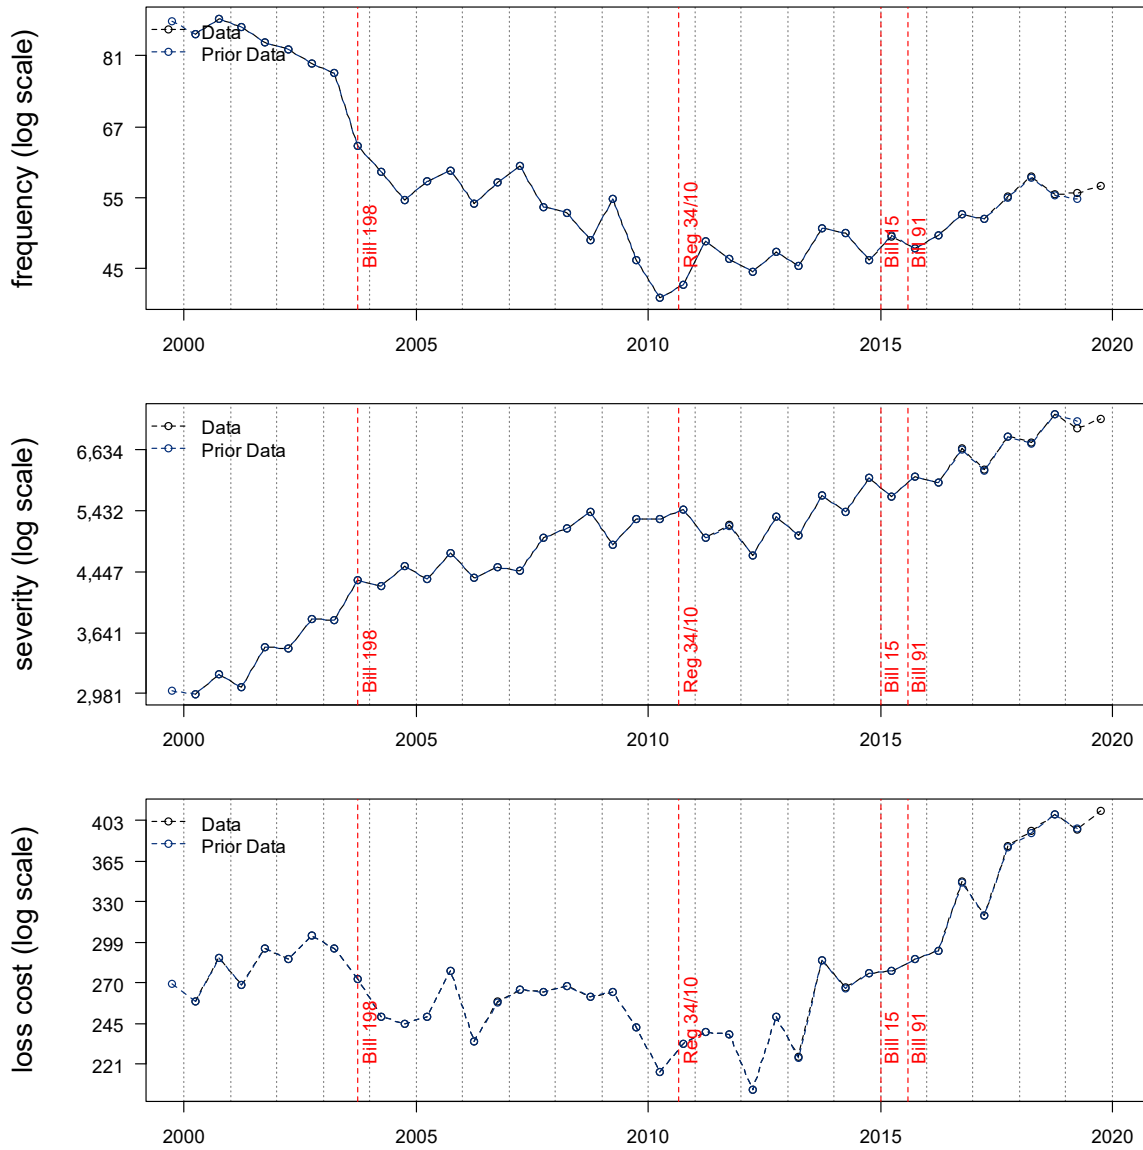 frequency (log scale)
81
67
55
45
Data
Prior Data
Bill 198
Reg 34/10
Bill 15
Bill 91
2000 2005 2010 2015 2020
severity (log scale)
6,634
5,432
4,447
3,641
2,981
Data
Prior Data
Bill 198
Reg 34/10
Bill 15
Bill 91
2000 2005 2010 2015 2020
loss cost (log scale)
403
365
330
299
270
245
221
Data
Prior Data
Bill 198
Reg 34/10
Bill 15
Bill 91
2000 2005 2010 2015 2020